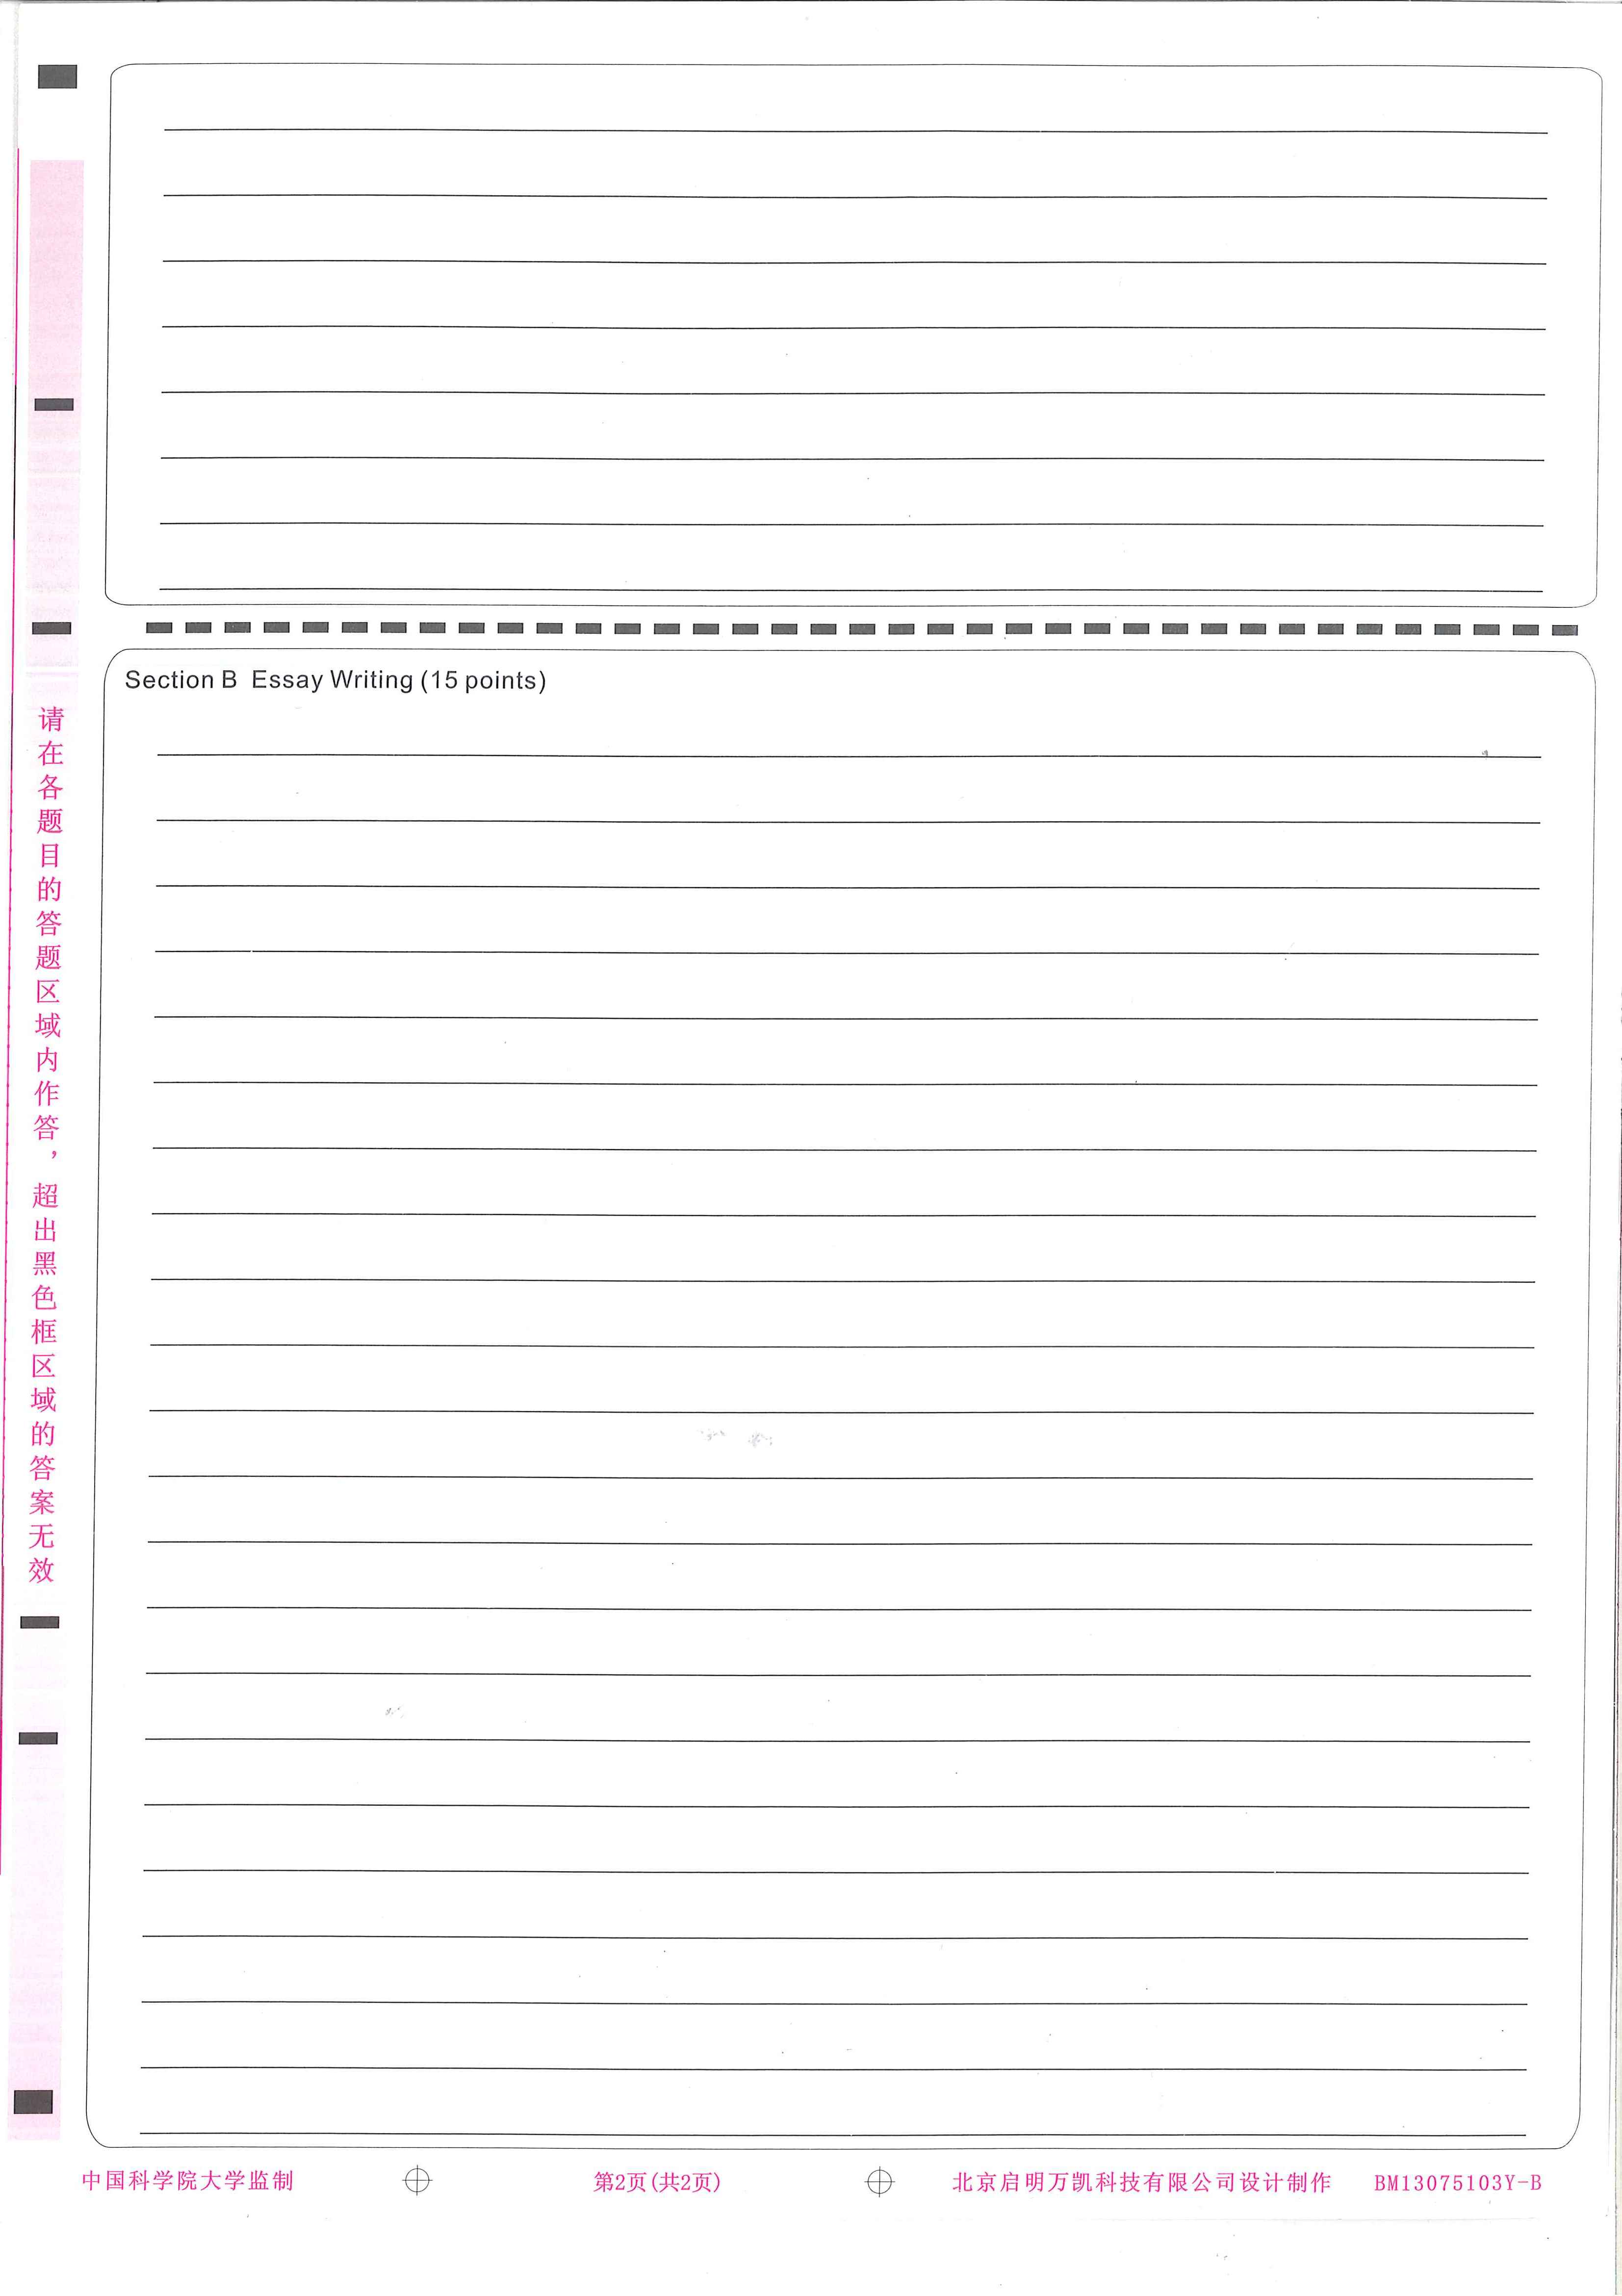 Section B Essay Writing (15 points)
请在各题目的答题区域内作答，超出黑色框区域的答案无效
中国科学院大学监制
第2页(共2页)
北京启明万凯科技有限公司设计制作
BM13075103Y-B